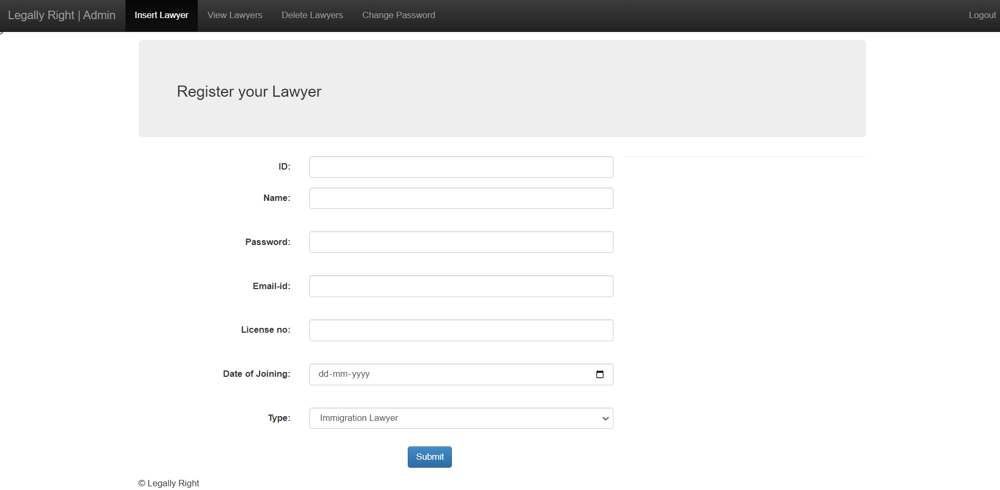 Legally Right | Admin Insert Lawyer View Lawyers Delete Lawyers Change Password Logout
>
Register your Lawyer
ID:
Name:
Password:
Email-id:
License no:
Date of Joining: dd-mm-yyyy
Type: Immigration Lawyer
Submit
© Legally Right